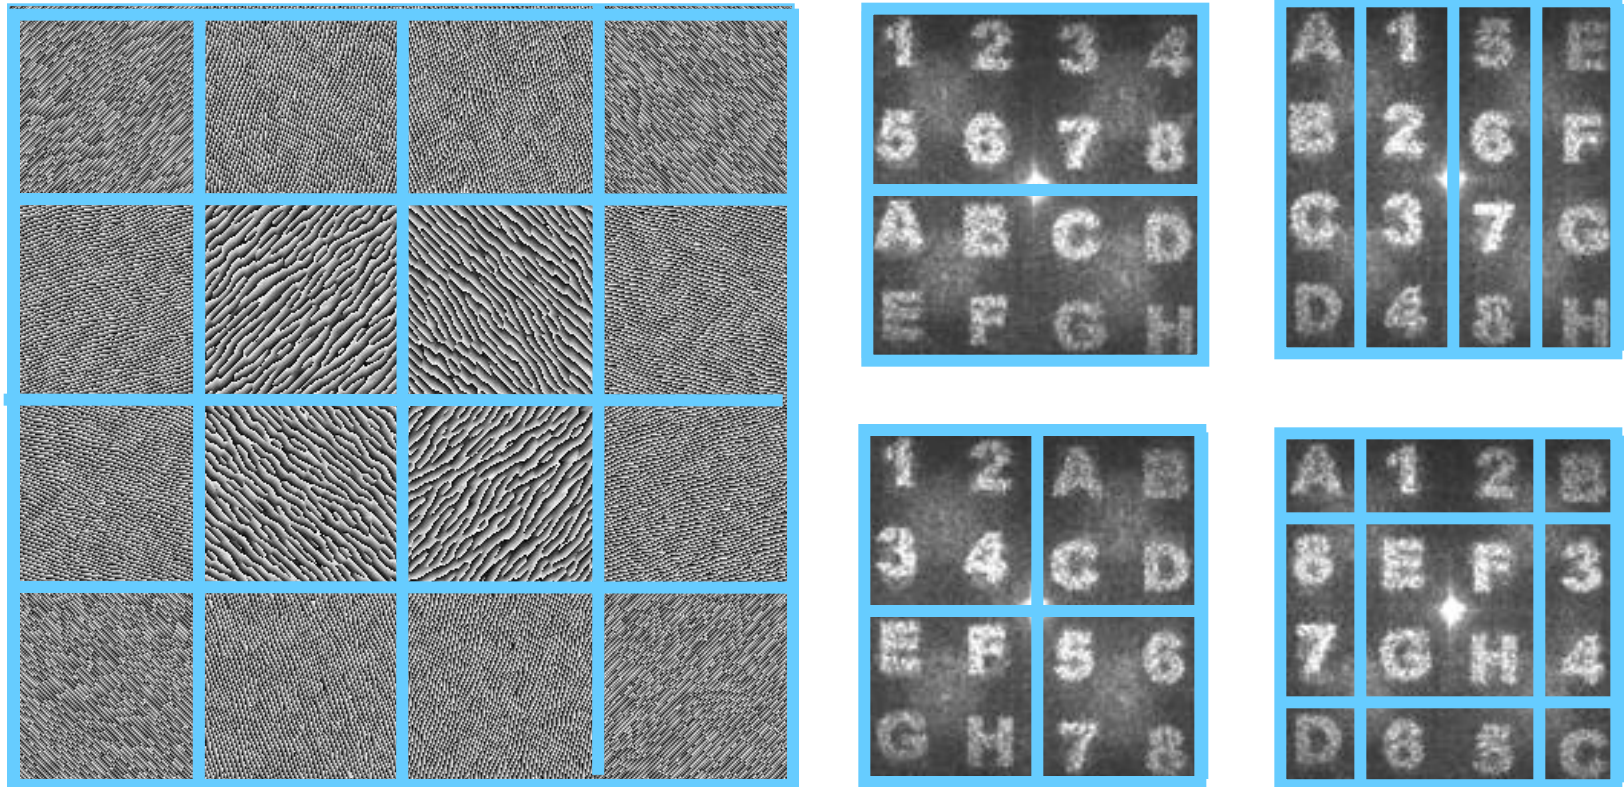 1 2 3 4
5 6 7 8
A B C D
E F G H
A 1 5 E
B 2 6 F
C 3 7 G
D 4 8 H
1 2 A B
3 4 C D
E F 5 6
G H 7 8
A 1 2 B
8 E F 3
7 G H 4
D 6 5 C